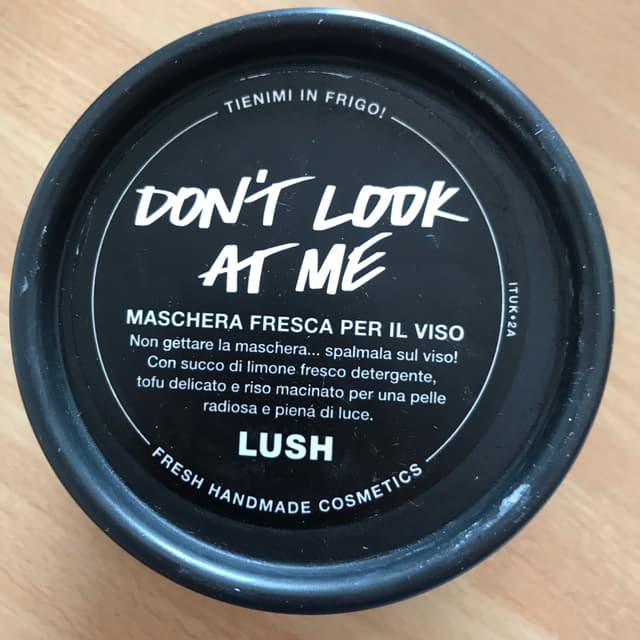 TIENIMI IN FRIGO!
DON'T LOOK
AT ME
MASCHERA FRESCA PER IL VISO
Non gettare la maschera... spalmala sul viso!
Con succo di limone fresco detergente,
tofu delicato e riso macinato per una pelle
radiosa e piena di luce.
LUSH
FRESH HANDMADE COSMETICS
ITUK•2A